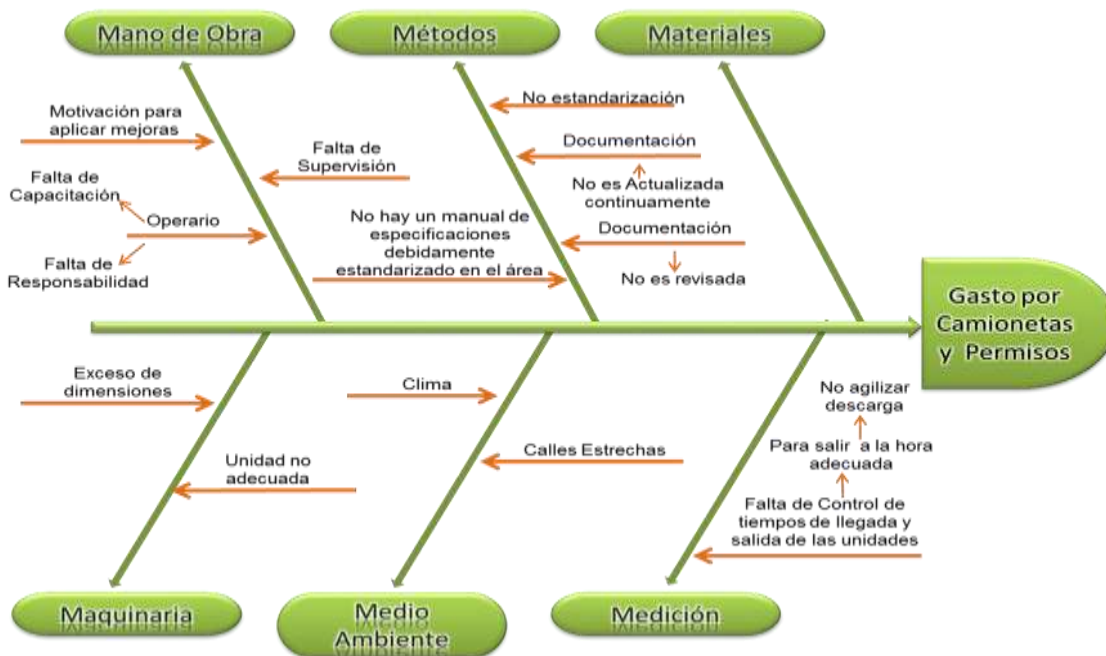 Mano de Obra
Métodos
Materiales
Motivación para
aplicar mejoras
Falta de
Supervisión
Falta de
Capacitación
Operario
Falta de
Responsabilidad
No estandarización
Documentación
No es Actualizada
continuamente
No hay un manual de
especificaciones
debidamente
estandarizado en el área
Documentación
No es revisada
Gasto por
Camionetas
y Permisos
Exceso de
dimensiones
Unidad no
adecuada
Clima
Calles Estrechas
No agilizar
descarga
Para salir a la hora
adecuada
Falta de Control de
tiempos de llegada y
salida de las unidades
Maquinaria
Medio
Ambiente
Medición